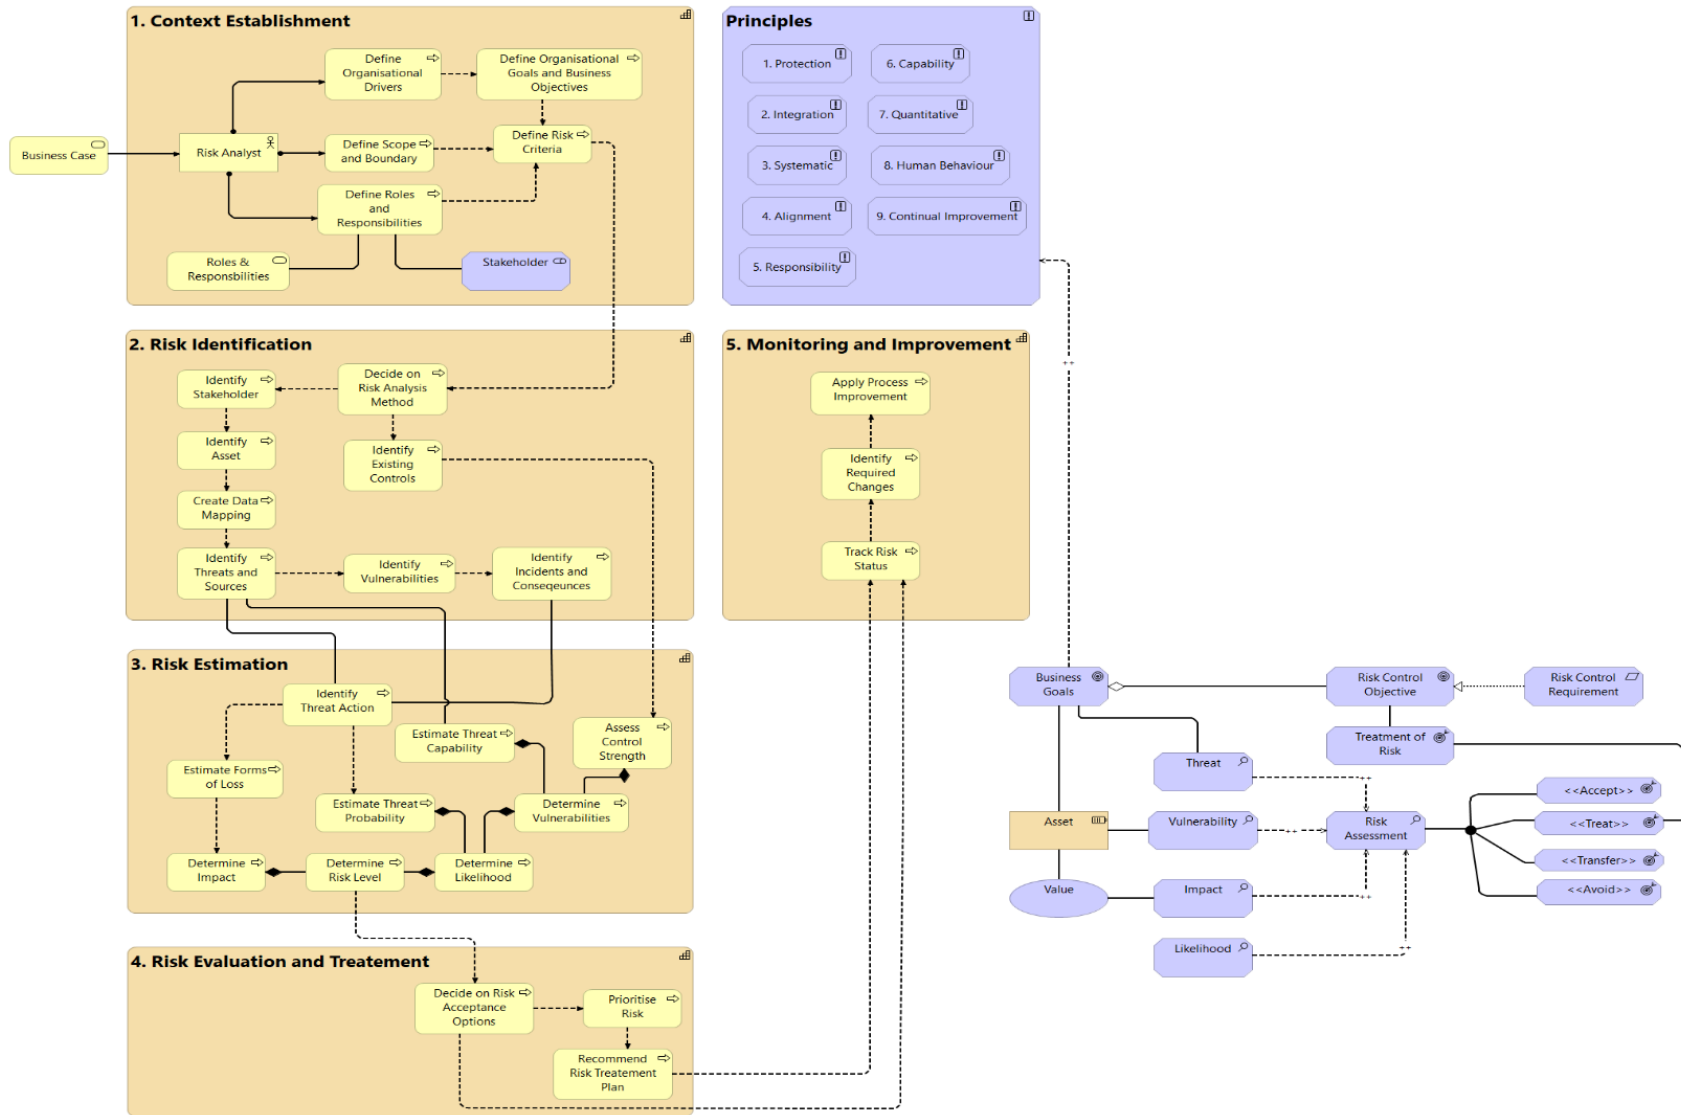 1. Context Establishment
Define
Organisational
Drivers
Define Organisational
Goals and Business
Objectives
Business Case
Risk Analyst
Define Scope
and Boundary
Define Risk
Criteria
Define Roles
and
Responsibilities
Roles &
Responsbilities
Stakeholder
Principles
1. Protection
6. Capability
2. Integration
7. Quantitative
3. Systematic
8. Human Behaviour
4. Alignment
9. Continual Improvement
5. Responsibility
2. Risk Identification
Identify
Stakeholder
Decide on
Risk Analysis
Method
Identify
Asset
Identify
Existing
Controls
Create Data
Mapping
Identify
Threats and
Sources
Identify
Vulnerabilities
Identify
Incidents and
Conseqeunces
5. Monitoring and Improvement
Apply Process
Improvement
Identify
Required
Changes
Track Risk
Status
3. Risk Estimation
Identify
Threat Action
Estimate Threat
Capability
Assess
Control
Strength
Estimate Forms
of Loss
Estimate Threat
Probability
Determine
Vulnerabilities
Determine
Impact
Determine
Risk Level
Determine
Likelihood
4. Risk Evaluation and Treatement
Decide on Risk
Acceptance
Options
Prioritise
Risk
Recommend
Risk Treatement
Plan
++
Business
Goals
Risk Control
Objective
Risk Control
Requirement
Treatment of
Risk
Threat
++
<<Accept>>
Asset
Vulnerability
++
Risk
Assessment
<<Treat>>
<<Transfer>>
Value
Impact
++
<<Avoid>>
Likelihood
++